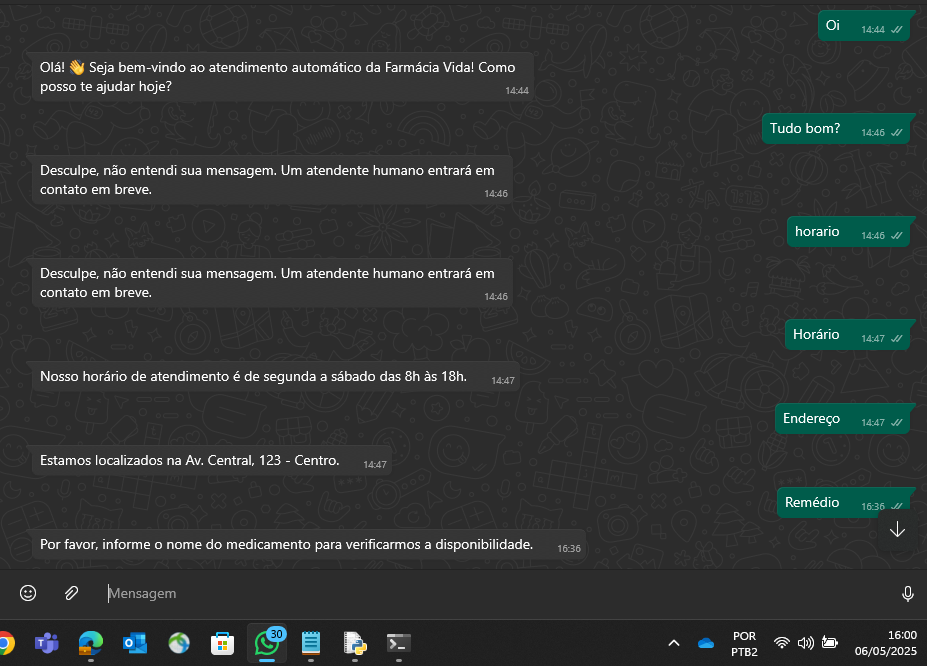 Oi 14:44
Olá! 👋 Seja bem-vindo ao atendimento automático da Farmácia Vida! Como
posso te ajudar hoje? 14:44
Tudo bom? 14:46
Desculpe, não entendi sua mensagem. Um atendente humano entrará em
contato em breve. 14:46
horario 14:46
Desculpe, não entendi sua mensagem. Um atendente humano entrará em
contato em breve. 14:46
Horário 14:47
Nosso horário de atendimento é de segunda a sábado das 8h às 18h. 14:47
Endereço 14:47
Estamos localizados na Av. Central, 123 - Centro. 14:47
Remédio 16:36
Por favor, informe o nome do medicamento para verificarmos a disponibilidade. 16:36
Mensagem
30
POR
PTB2
16:00
06/05/2025